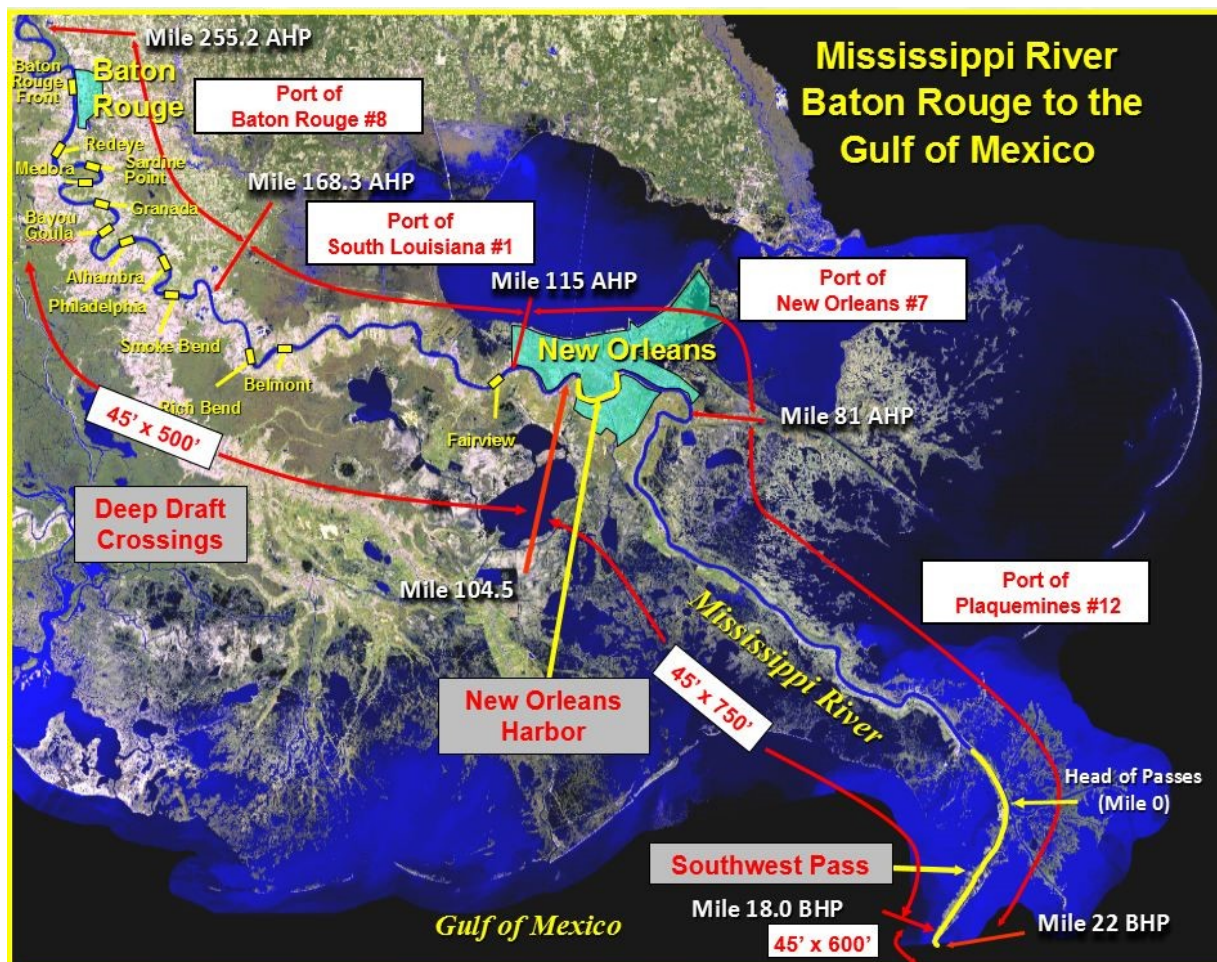 Mississippi River
Baton Rouge to the
Gulf of Mexico
Mile 255.2 AHP
Baton
Rouge
Front
Baton
Rouge
Port of
Baton Rouge #8
Redeye
Medora
Sardine
Point
Mile 168.3 AHP
Granada
Bayou
Goula
Port of
South Louisiana #1
Alhambra
Mile 115 AHP
Port of
New Orleans #7
Philadelphia
Smoke Bend
New Orleans
Belmont
Rich Bend
Mile 81 AHP
45' x 500'
Fairview
Deep Draft
Crossings
Mile 104.5
Port of
Plaquemines #12
Mississippi River
New Orleans
Harbor
45' x 750'
Head of Passes
(Mile 0)
Southwest Pass
Mile 18.0 BHP
Gulf of Mexico
Mile 22 BHP
45' x 600'